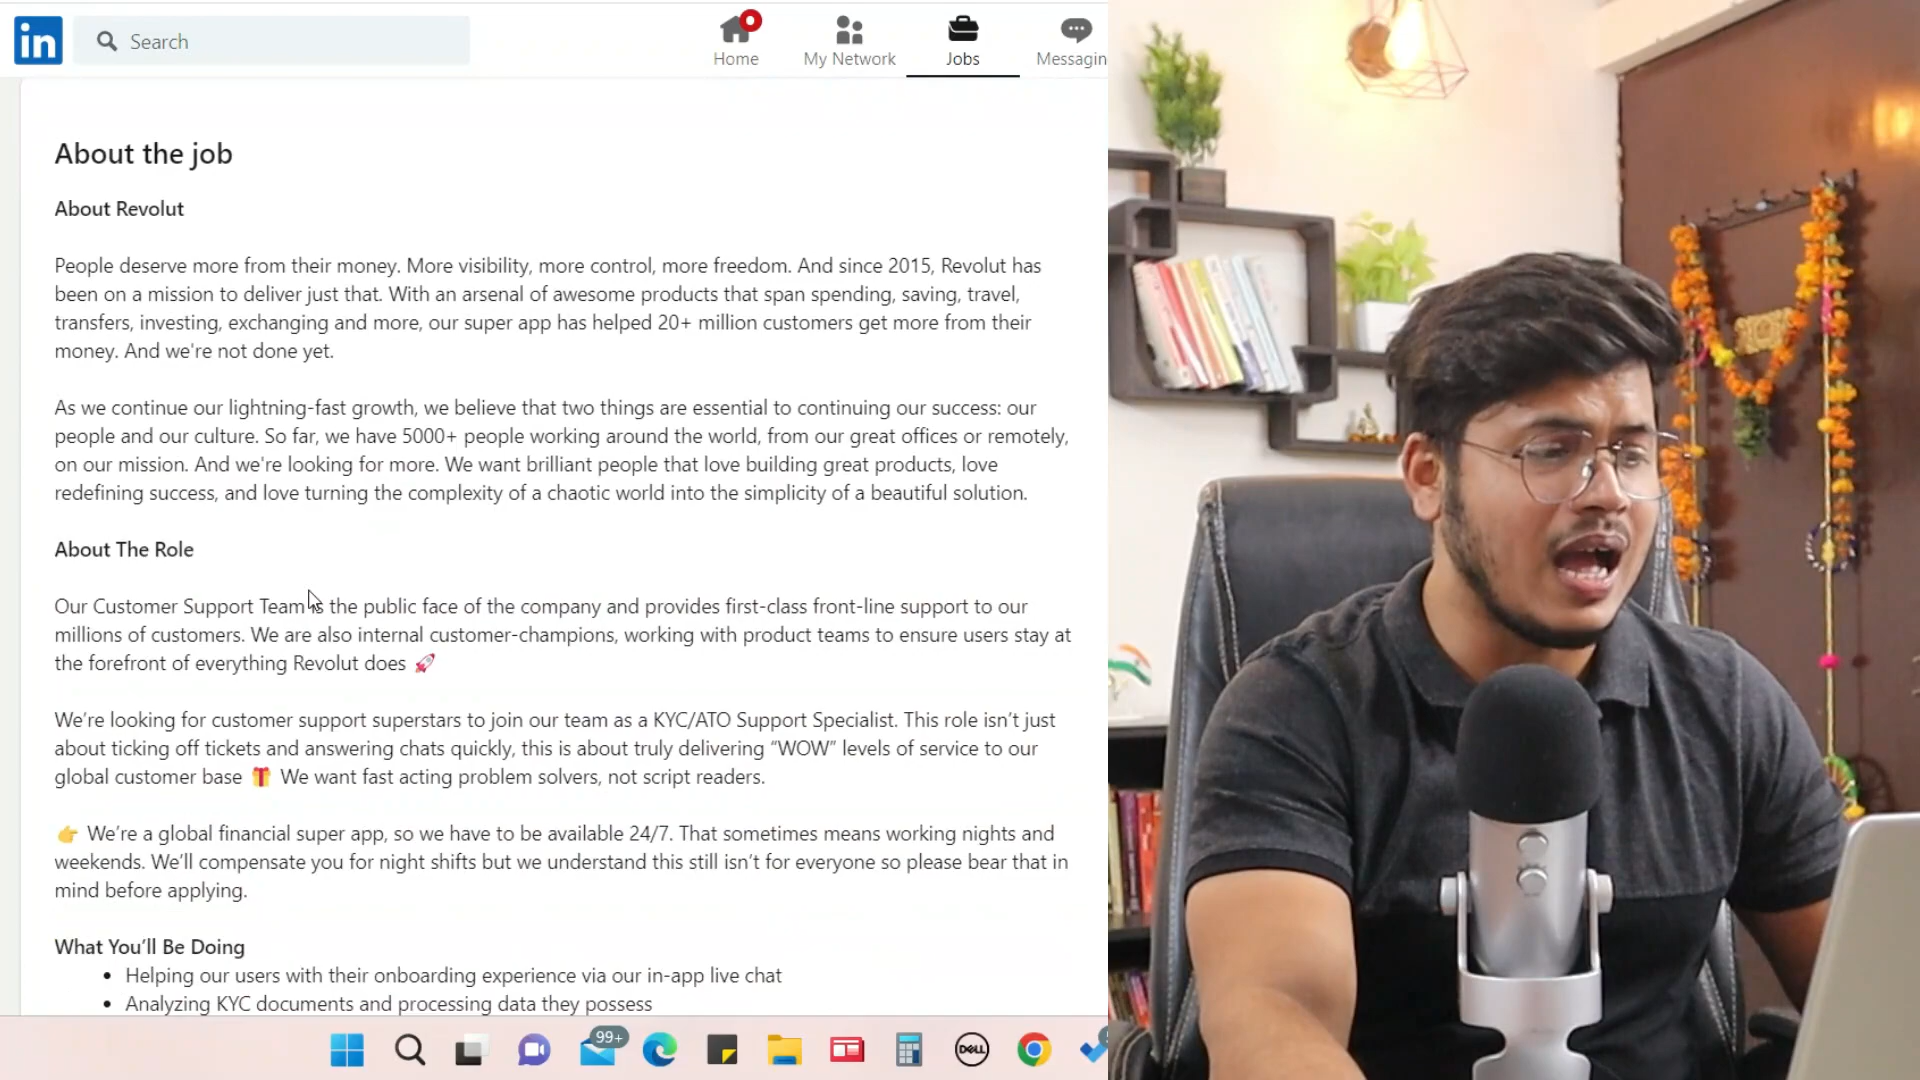 in
Search
Home
My Network
Jobs
Messagin
About the job
About Revolut
People deserve more from their money. More visibility, more control, more freedom. And since 2015, Revolut has
been on a mission to deliver just that. With an arsenal of awesome products that span spending, saving, travel,
transfers, investing, exchanging and more, our super app has helped 20+ million customers get more from their
money. And we're not done yet.
As we continue our lightning-fast growth, we believe that two things are essential to continuing our success: our
people and our culture. So far, we have 5000+ people working around the world, from our great offices or remotely,
on our mission. And we're looking for more. We want brilliant people that love building great products, love
redefining success, and love turning the complexity of a chaotic world into the simplicity of a beautiful solution.
About The Role
Our Customer Support Team is the public face of the company and provides first-class front-line support to our
millions of customers. We are also internal customer-champions, working with product teams to ensure users stay at
the forefront of everything Revolut does 🚀
We’re looking for customer support superstars to join our team as a KYC/ATO Support Specialist. This role isn’t just
about ticking off tickets and answering chats quickly, this is about truly delivering “WOW” levels of service to our
global customer base 🎁 We want fast acting problem solvers, not script readers.
👉 We’re a global financial super app, so we have to be available 24/7. That sometimes means working nights and
weekends. We’ll compensate you for night shifts but we understand this still isn’t for everyone so please bear that in
mind before applying.
What You’ll Be Doing
• Helping our users with their onboarding experience via our in-app live chat
• Analyzing KYC documents and processing data they possess
99+
DELL